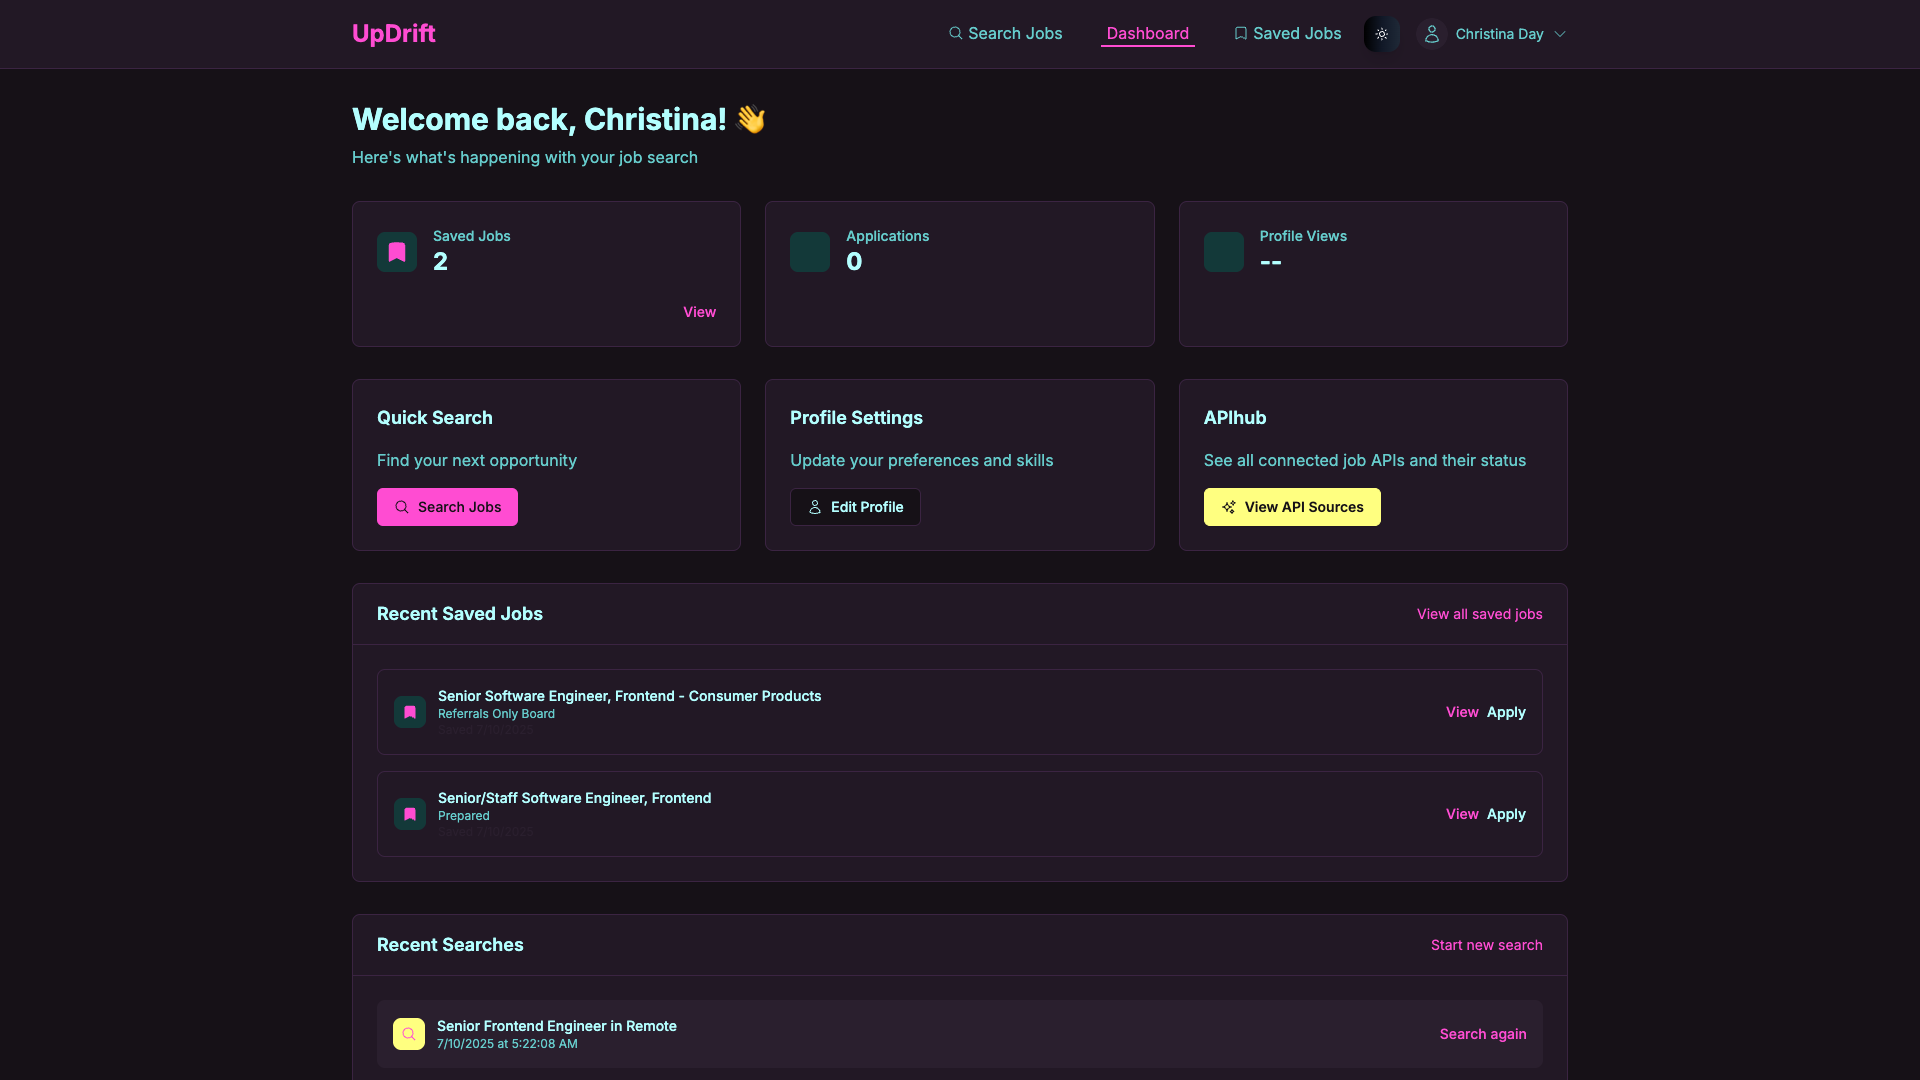 UpDrift
Search Jobs
Dashboard
Saved Jobs
Christina Day
Welcome back, Christina! 👋
Here's what's happening with your job search
Saved Jobs
2
View
Applications
0
Profile Views
--
Quick Search
Find your next opportunity
Search Jobs
Profile Settings
Update your preferences and skills
Edit Profile
APIhub
See all connected job APIs and their status
View API Sources
Recent Saved Jobs
View all saved jobs
Senior Software Engineer, Frontend - Consumer Products
Referrals Only Board
Saved 7/10/2025
View Apply
Senior/Staff Software Engineer, Frontend
Prepared
Saved 7/10/2025
View Apply
Recent Searches
Start new search
Senior Frontend Engineer in Remote
7/10/2025 at 5:22:08 AM
Search again